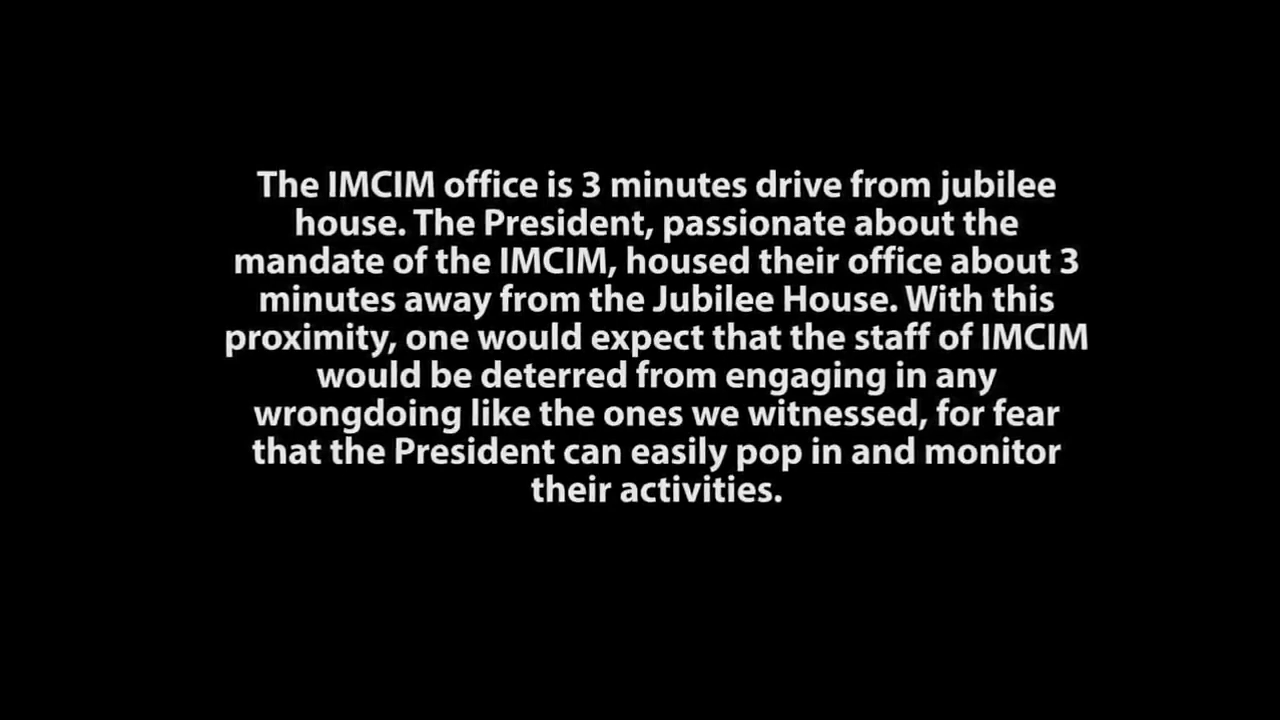 The IMCIM office is 3 minutes drive from jubilee
house. The President, passionate about the
mandate of the IMCIM, housed their office about 3
minutes away from the Jubilee House. With this
proximity, one would expect that the staff of IMCIM
would be deterred from engaging in any
wrongdoing like the ones we witnessed, for fear
that the President can easily pop in and monitor
their activities.